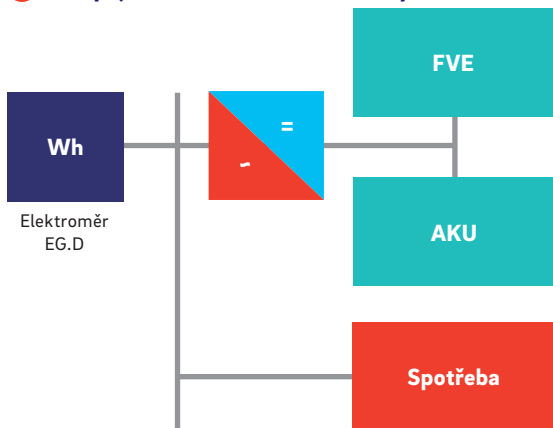 FVE
Wh
=
~
Elektroměr
EG.D
AKU
Spotřeba